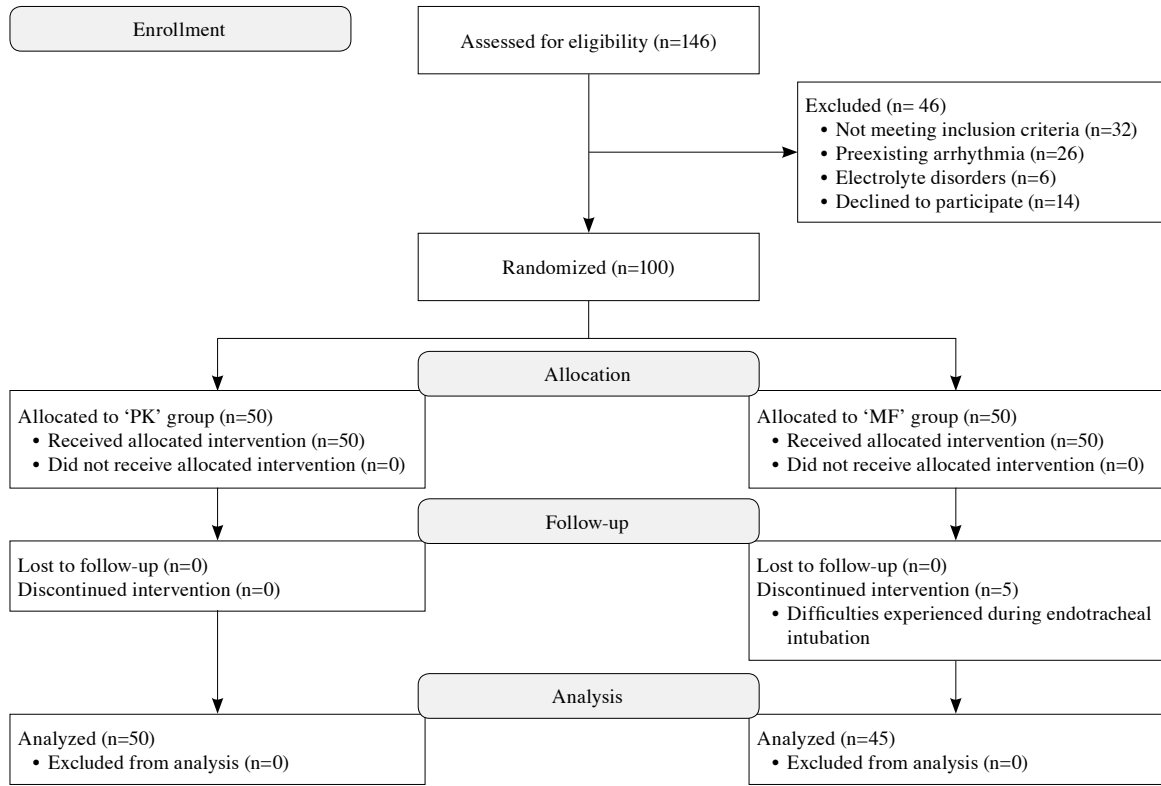 Enrollment
Assessed for eligibility (n=146)
Excluded (n= 46)
• Not meeting inclusion criteria (n=32)
• Preexisting arrhythmia (n=26)
• Electrolyte disorders (n=6)
• Declined to participate (n=14)
Randomized (n=100)
Allocation
Allocated to ‘PK’ group (n=50)
• Received allocated intervention (n=50)
• Did not receive allocated intervention (n=0)
Allocated to ‘MF’ group (n=50)
• Received allocated intervention (n=50)
• Did not receive allocated intervention (n=0)
Follow-up
Lost to follow-up (n=0)
Discontinued intervention (n=0)
Lost to follow-up (n=0)
Discontinued intervention (n=5)
• Difficulties experienced during endotracheal
intubation
Analysis
Analyzed (n=50)
• Excluded from analysis (n=0)
Analyzed (n=45)
• Excluded from analysis (n=0)